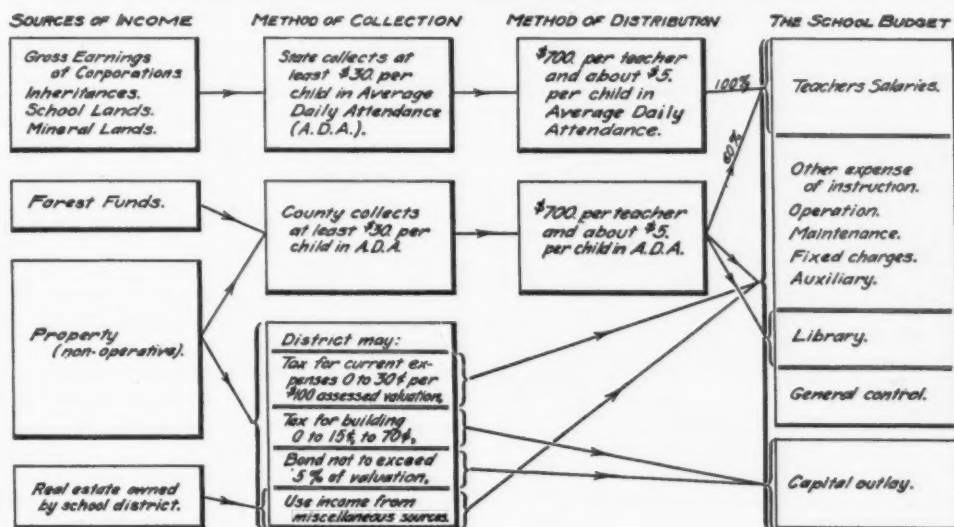 SOURCES OF INCOME
METHOD OF COLLECTION
METHOD OF DISTRIBUTION
THE SCHOOL BUDGET
Gross Earnings
of Corporations
Inheritances.
School Lands.
Mineral Lands.
State collects at
least $30. per
child in Average
Daily Attendance
(A.D.A.).
$700. per teacher
and about $5.
per child in
Average Daily
Attendance.
100%
60%
Teachers Salaries.
Forest Funds.
County collects
at least $30. per
child in A.D.A.
$700. per teacher
and about $5.
per child in A.D.A.
Other expense
of instruction.
Operation.
Maintenance.
Fixed charges.
Auxiliary.
Property
(non-operative).
District may:
Tax for current ex-
penses 0 to 30¢ per
$100 assessed valuation,
Tax for building
0 to 15¢, to 70¢,
Bond not to exceed
5% of valuation,
Use income from
miscellaneous sources.
Library.
General control.
Real estate owned
by school district.
Capital outlay.